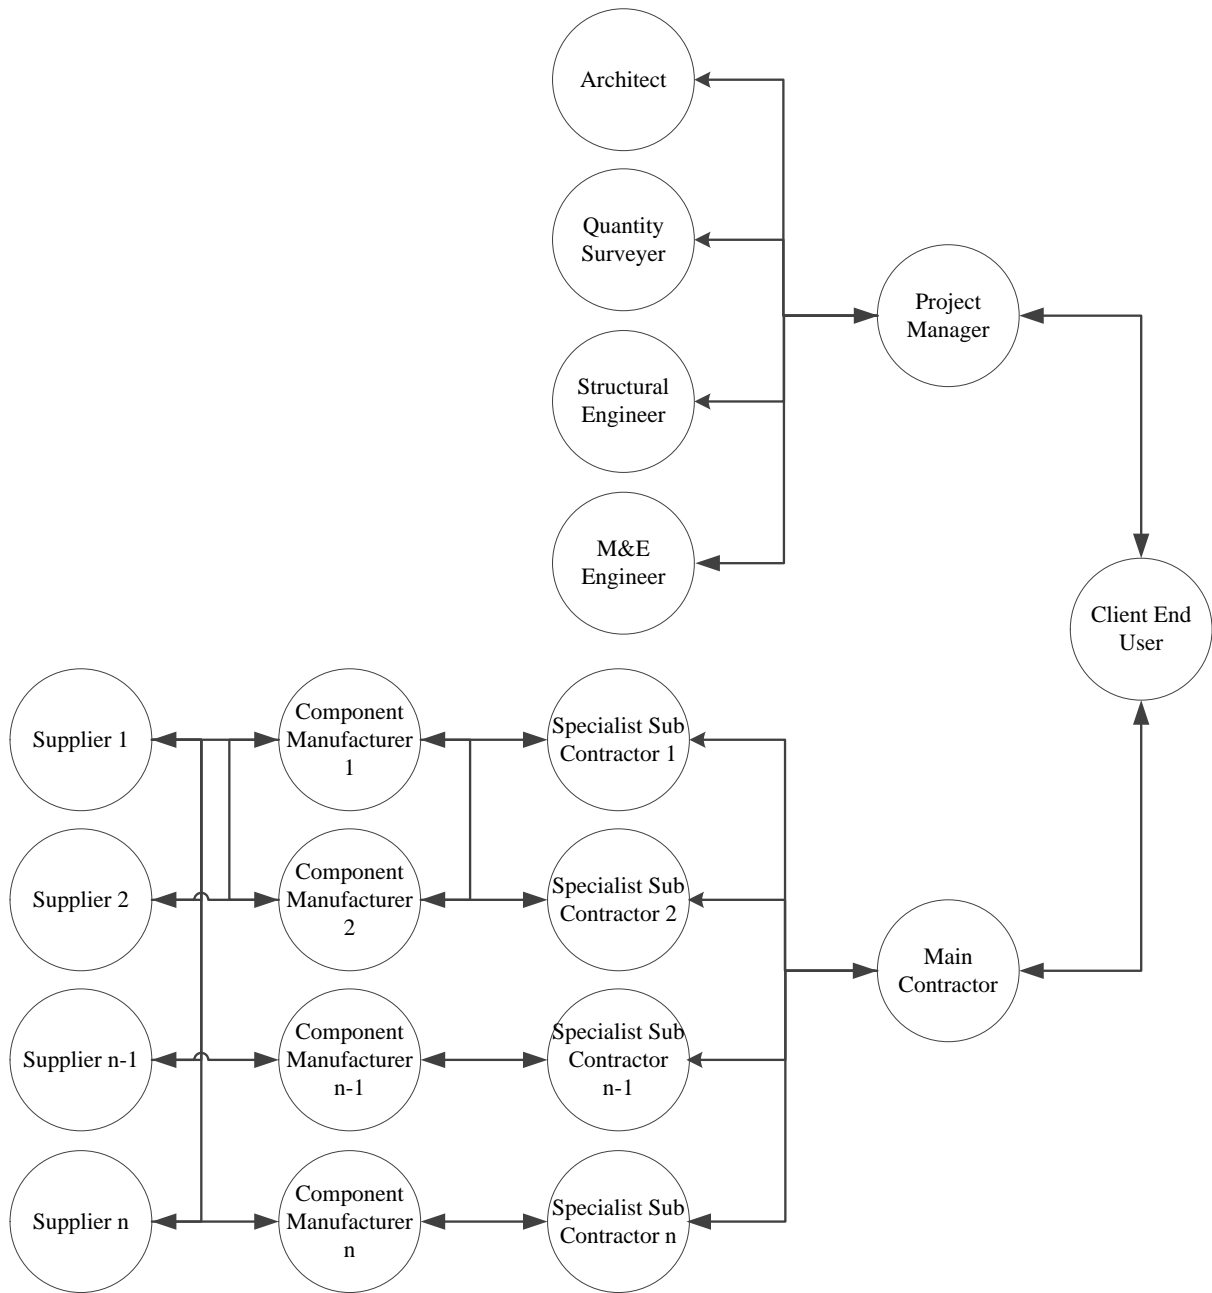 Architect
Quantity
Surveyer
Project
Manager
Structural
Engineer
M&E
Engineer
Client End
User
Supplier 1
Component
Manufacturer
1
Specialist Sub
Contractor 1
Supplier 2
Component
Manufacturer
2
Specialist Sub
Contractor 2
Main
Contractor
Supplier n-1
Component
Manufacturer
n-1
Specialist Sub
Contractor
n-1
Supplier n
Component
Manufacturer
n
Specialist Sub
Contractor n